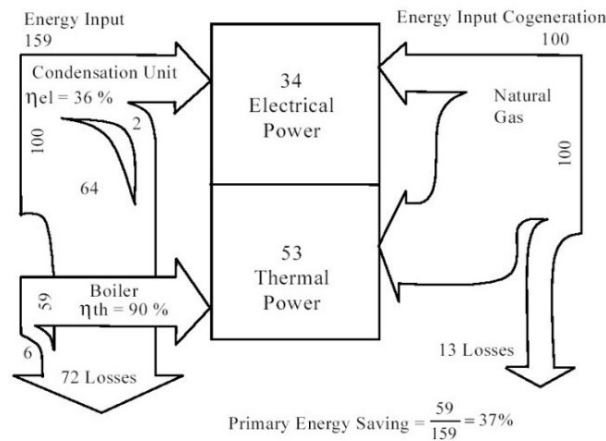 Energy Input
159
Condensation Unit
ηel = 36 %
2
100
64
59
Boiler
ηth = 90 %
6
72 Losses
34
Electrical
Power
53
Thermal
Power
Energy Input Cogeneration
100
Natural
Gas
100
13 Losses
Primary Energy Saving = 59/159 = 37%